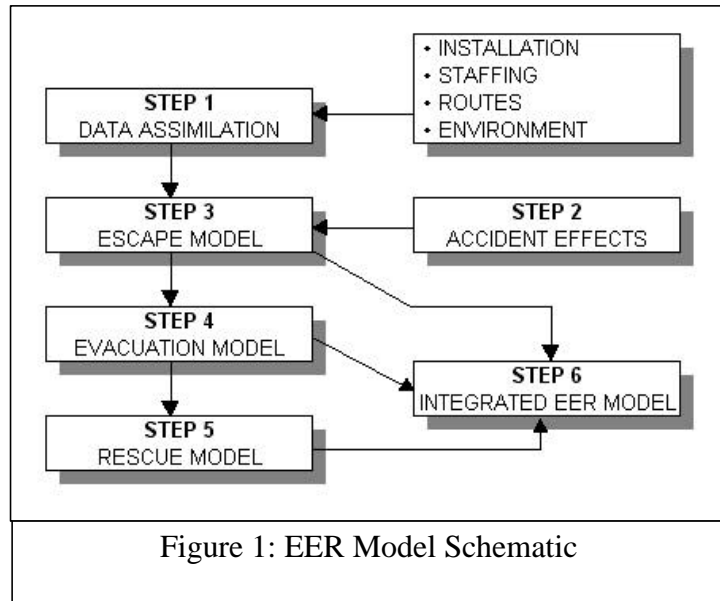 • INSTALLATION
• STAFFING
• ROUTES
• ENVIRONMENT
STEP 1
DATA ASSIMILATION
STEP 3
ESCAPE MODEL
STEP 2
ACCIDENT EFFECTS
STEP 4
EVACUATION MODEL
STEP 6
INTEGRATED EER MODEL
STEP 5
RESCUE MODEL
Figure 1: EER Model Schematic